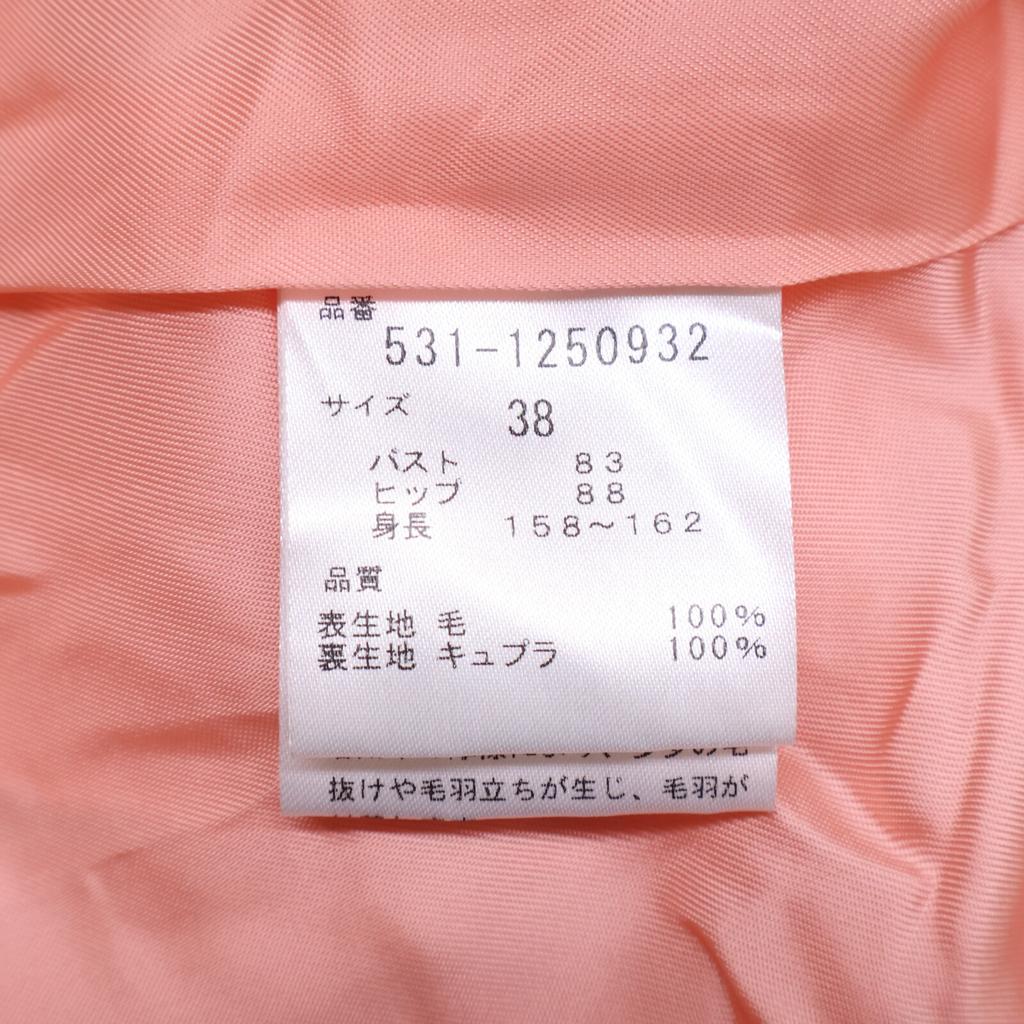 品番
531-1250932
サイズ 38
バスト 83
ヒップ 88
身長 158～162
品質
表生地 毛 100%
裏生地 キュプラ 100%
抜けや毛羽立ちが生じ、毛羽が